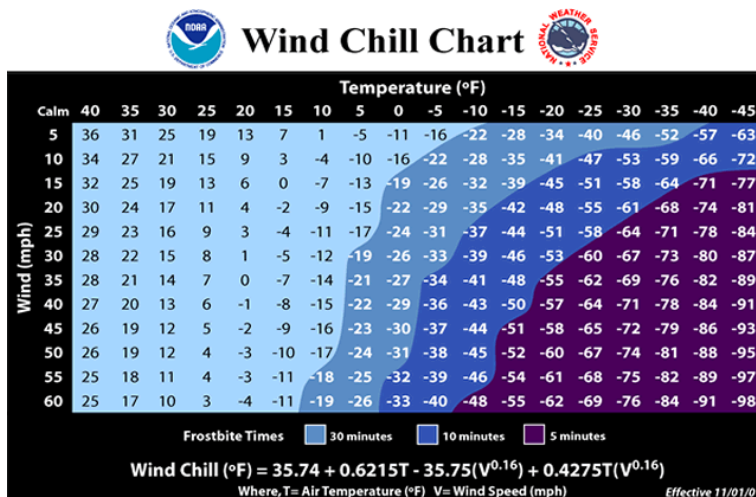 NOAA
Wind Chill Chart
NATIONAL WEATHER SERVICE
Temperature (ºF)
Calm 40 35 30 25 20 15 10 5 0 -5 -10 -15 -20 -25 -30 -35 -40 -45
5 36 31 25 19 13 7 1 -5 -11 -16 -22 -28 -34 -40 -46 -52 -57 -63
10 34 27 21 15 9 3 -4 -10 -16 -22 -28 -35 -41 -47 -53 -59 -66 -72
15 32 25 19 13 6 0 -7 -13 -19 -26 -32 -39 -45 -51 -58 -64 -71 -77
20 30 24 17 11 4 -2 -9 -15 -22 -29 -35 -42 -48 -55 -61 -68 -74 -81
25 29 23 16 9 3 -4 -11 -17 -24 -31 -37 -44 -51 -58 -64 -71 -78 -84
30 28 22 15 8 1 -5 -12 -19 -26 -33 -39 -46 -53 -60 -67 -73 -80 -87
35 28 21 14 7 0 -7 -14 -21 -27 -34 -41 -48 -55 -62 -69 -76 -82 -89
40 27 20 13 6 -1 -8 -15 -22 -29 -36 -43 -50 -57 -64 -71 -78 -84 -91
45 26 19 12 5 -2 -9 -16 -23 -30 -37 -44 -51 -58 -65 -72 -79 -86 -93
50 26 19 12 4 -3 -10 -17 -24 -31 -38 -45 -52 -60 -67 -74 -81 -88 -95
55 25 18 11 4 -3 -11 -18 -25 -32 -39 -46 -54 -61 -68 -75 -82 -89 -97
60 25 17 10 3 -4 -11 -19 -26 -33 -40 -48 -55 -62 -69 -76 -84 -91 -98
Wind (mph)
Frostbite Times 30 minutes 10 minutes 5 minutes
Wind Chill (ºF) = 35.74 + 0.6215T - 35.75(V^0.16) + 0.4275T(V^0.16)
Where, T= Air Temperature (ºF) V= Wind Speed (mph)
Effective 11/01/0